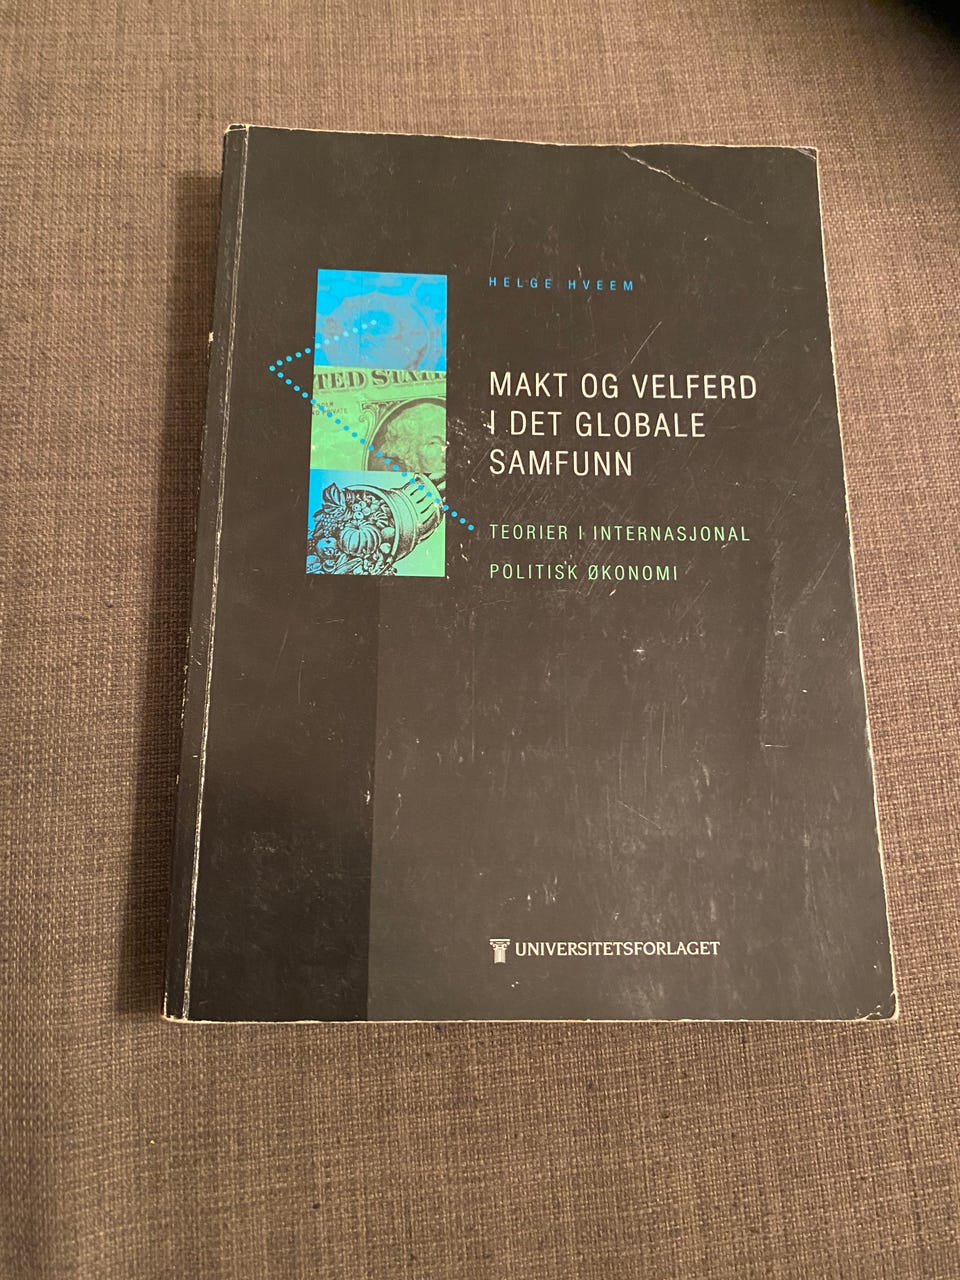 HELGE HVEEM
MAKT OG VELFERD
I DET GLOBALE
SAMFUNN
TEORIER I INTERNASJONAL
POLITISK ØKONOMI
UNIVERSITETSFORLAGET